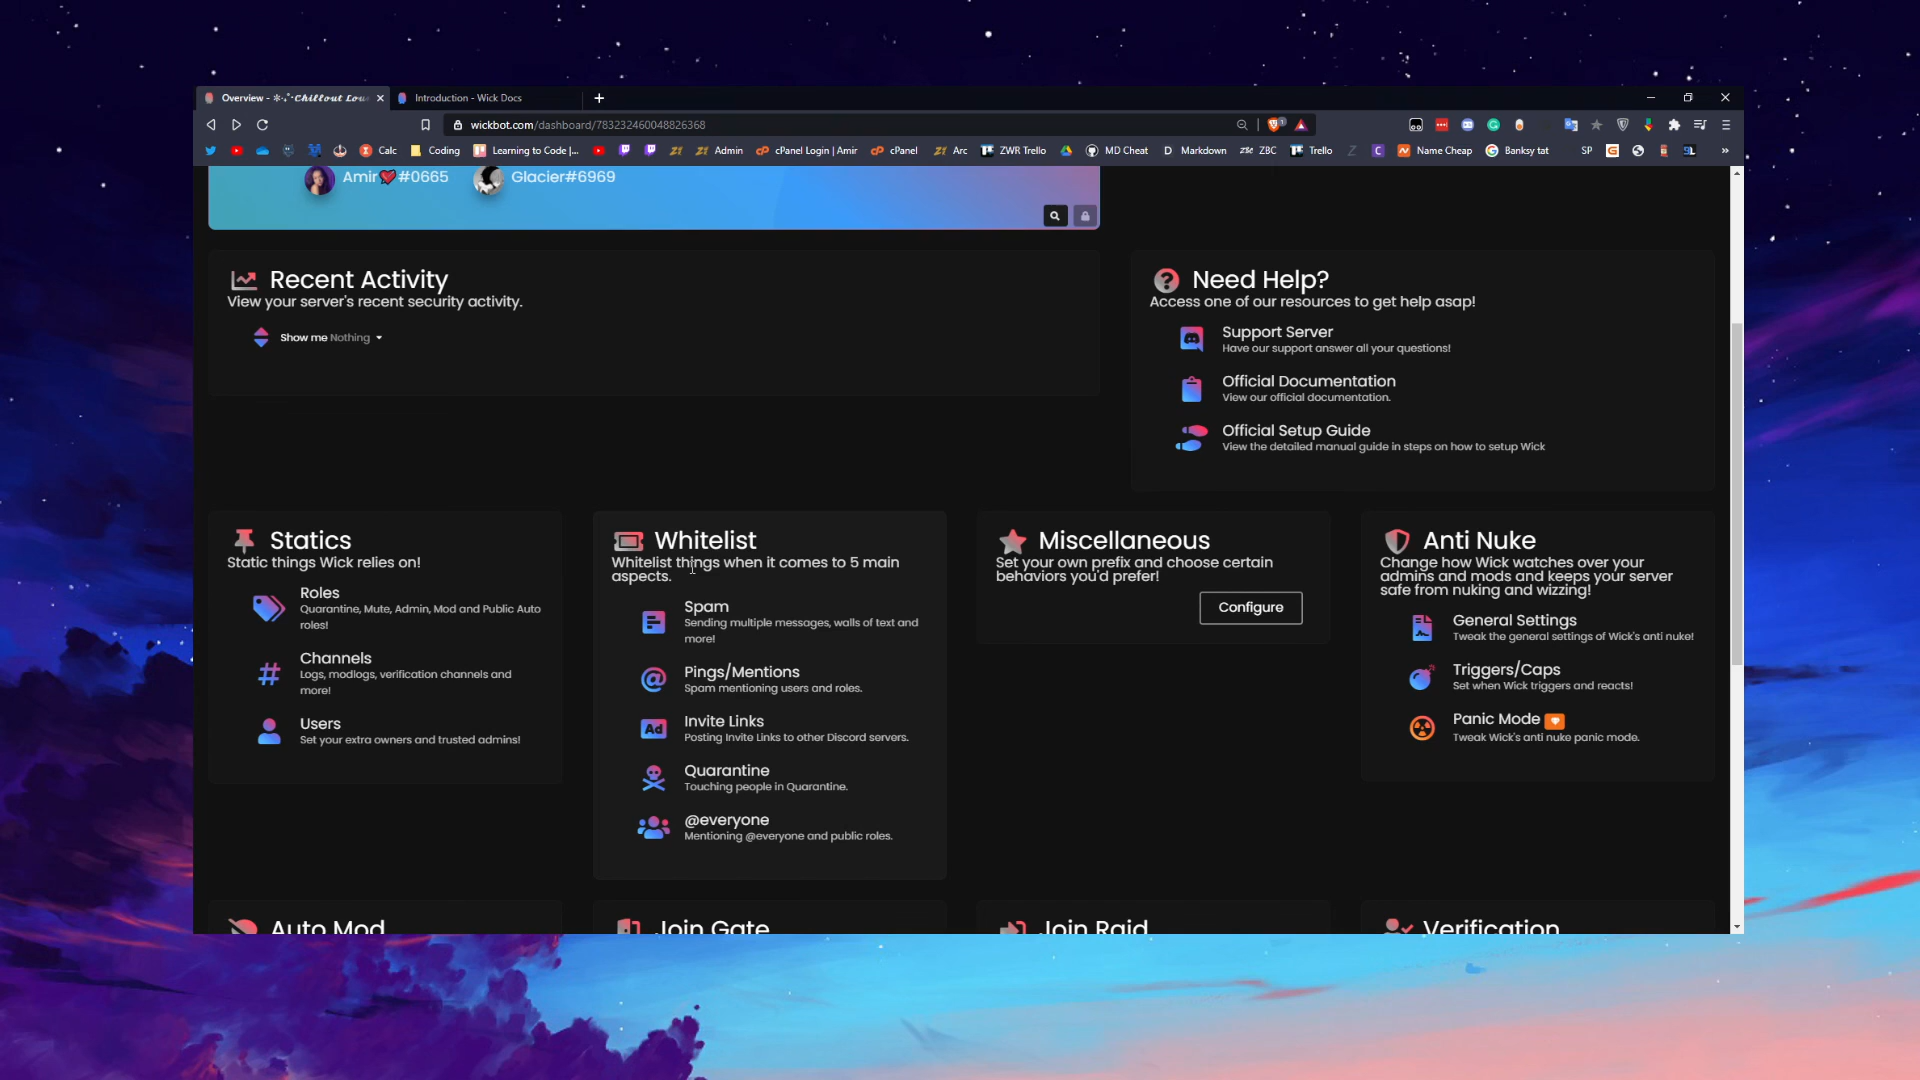 Overview - ✻·̩͙·˚Chillout Lou
Introduction - Wick Docs
wickbot.com/dashboard/783232460048826368
Calc
Coding
Learning to Code |...
Admin
cPanel Login | Amir
cPanel
Arc
ZWR Trello
MD Cheat
Markdown
ZBC
Trello
Name Cheap
Banksy tat
SP
Amir❤#0665
Glacier#6969
Recent Activity
View your server's recent security activity.
Show me Nothing
Need Help?
Access one of our resources to get help asap!
Support Server
Have our support answer all your questions!
Official Documentation
View our official documentation.
Official Setup Guide
View the detailed manual guide in steps on how to setup Wick
Statics
Static things Wick relies on!
Roles
Quarantine, Mute, Admin, Mod and Public Auto
roles!
Channels
Logs, modlogs, verification channels and
more!
Users
Set your extra owners and trusted admins!
Whitelist
Whitelist things when it comes to 5 main
aspects.
Spam
Sending multiple messages, walls of text and
more!
Pings/Mentions
Spam mentioning users and roles.
Ad
Invite Links
Posting Invite Links to other Discord servers.
Quarantine
Touching people in Quarantine.
@everyone
Mentioning @everyone and public roles.
Miscellaneous
Set your own prefix and choose certain
behaviors you'd prefer!
Configure
Anti Nuke
Change how Wick watches over your
admins and mods and keeps your server
safe from nuking and wizzing!
General Settings
Tweak the general settings of Wick's anti nuke!
Triggers/Caps
Set when Wick triggers and reacts!
Panic Mode
Tweak Wick's anti nuke panic mode.
Auto Mod
Join Gate
Join Raid
Verification